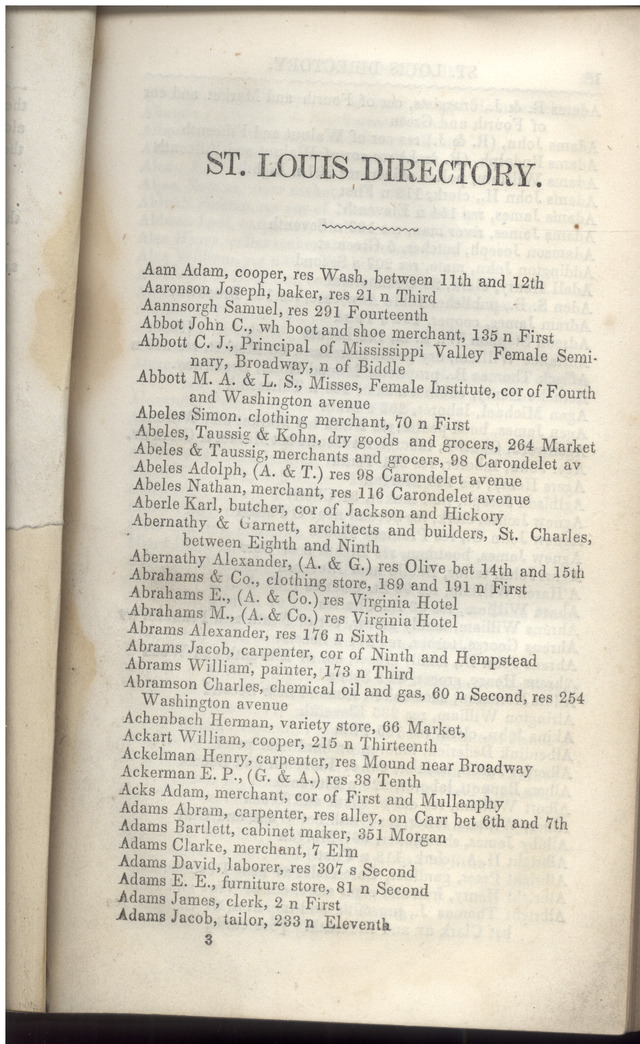 ST. LOUIS DIRECTORY.
Aam Adam, cooper, res Wash, between 11th and 12th
Aaronson Joseph, baker, res 21 n Third
Aannsorgh Samuel, res 291 Fourteenth
Abbot John C., wh boot and shoe merchant, 135 n First
Abbott C. J., Principal of Mississippi Valley Female Semi-
nary, Broadway, n of Biddle
Abbott M. A. & L. S., Misses, Female Institute, cor of Fourth
and Washington avenue
Abeles Simon. clothing merchant, 70 n First
Abeles, Taussig & Kohn, dry goods and grocers, 264 Market
Abeles & Taussig, merchants and grocers, 98 Carondelet av
Abeles Adolph, (A. & T.) res 98 Carondelet avenue
Abeles Nathan, merchant, res 116 Carondelet avenue
Aberle Karl, butcher, cor of Jackson and Hickory
Abernathy & Garnett, architects and builders, St. Charles,
between Eighth and Ninth
Abernathy Alexander, (A. & G.) res Olive bet 14th and 15th
Abrahams & Co., clothing store, 189 and 191 n First
Abrahams E., (A. & Co.) res Virginia Hotel
Abrahams M., (A. & Co.) res Virginia Hotel
Abrams Alexander, res 176 n Sixth
Abrams Jacob, carpenter, cor of Ninth and Hempstead
Abrams William, painter, 173 n Third
Abramson Charles, chemical oil and gas, 60 n Second, res 254
Washington avenue
Achenbach Herman, variety store, 66 Market,
Ackart William, cooper, 215 n Thirteenth
Ackelman Henry, carpenter, res Mound near Broadway
Ackerman E. P., (G. & A.) res 38 Tenth
Acks Adam, merchant, cor of First and Mullanphy
Adams Abram, carpenter, res alley, on Carr bet 6th and 7th
Adams Bartlett, cabinet maker, 351 Morgan
Adams Clarke, merchant, 7 Elm
Adams David, laborer, res 307 s Second
Adams E. E., furniture store, 81 n Second
Adams James, clerk, 2 n First
Adams Jacob, tailor, 233 n Eleventh
3